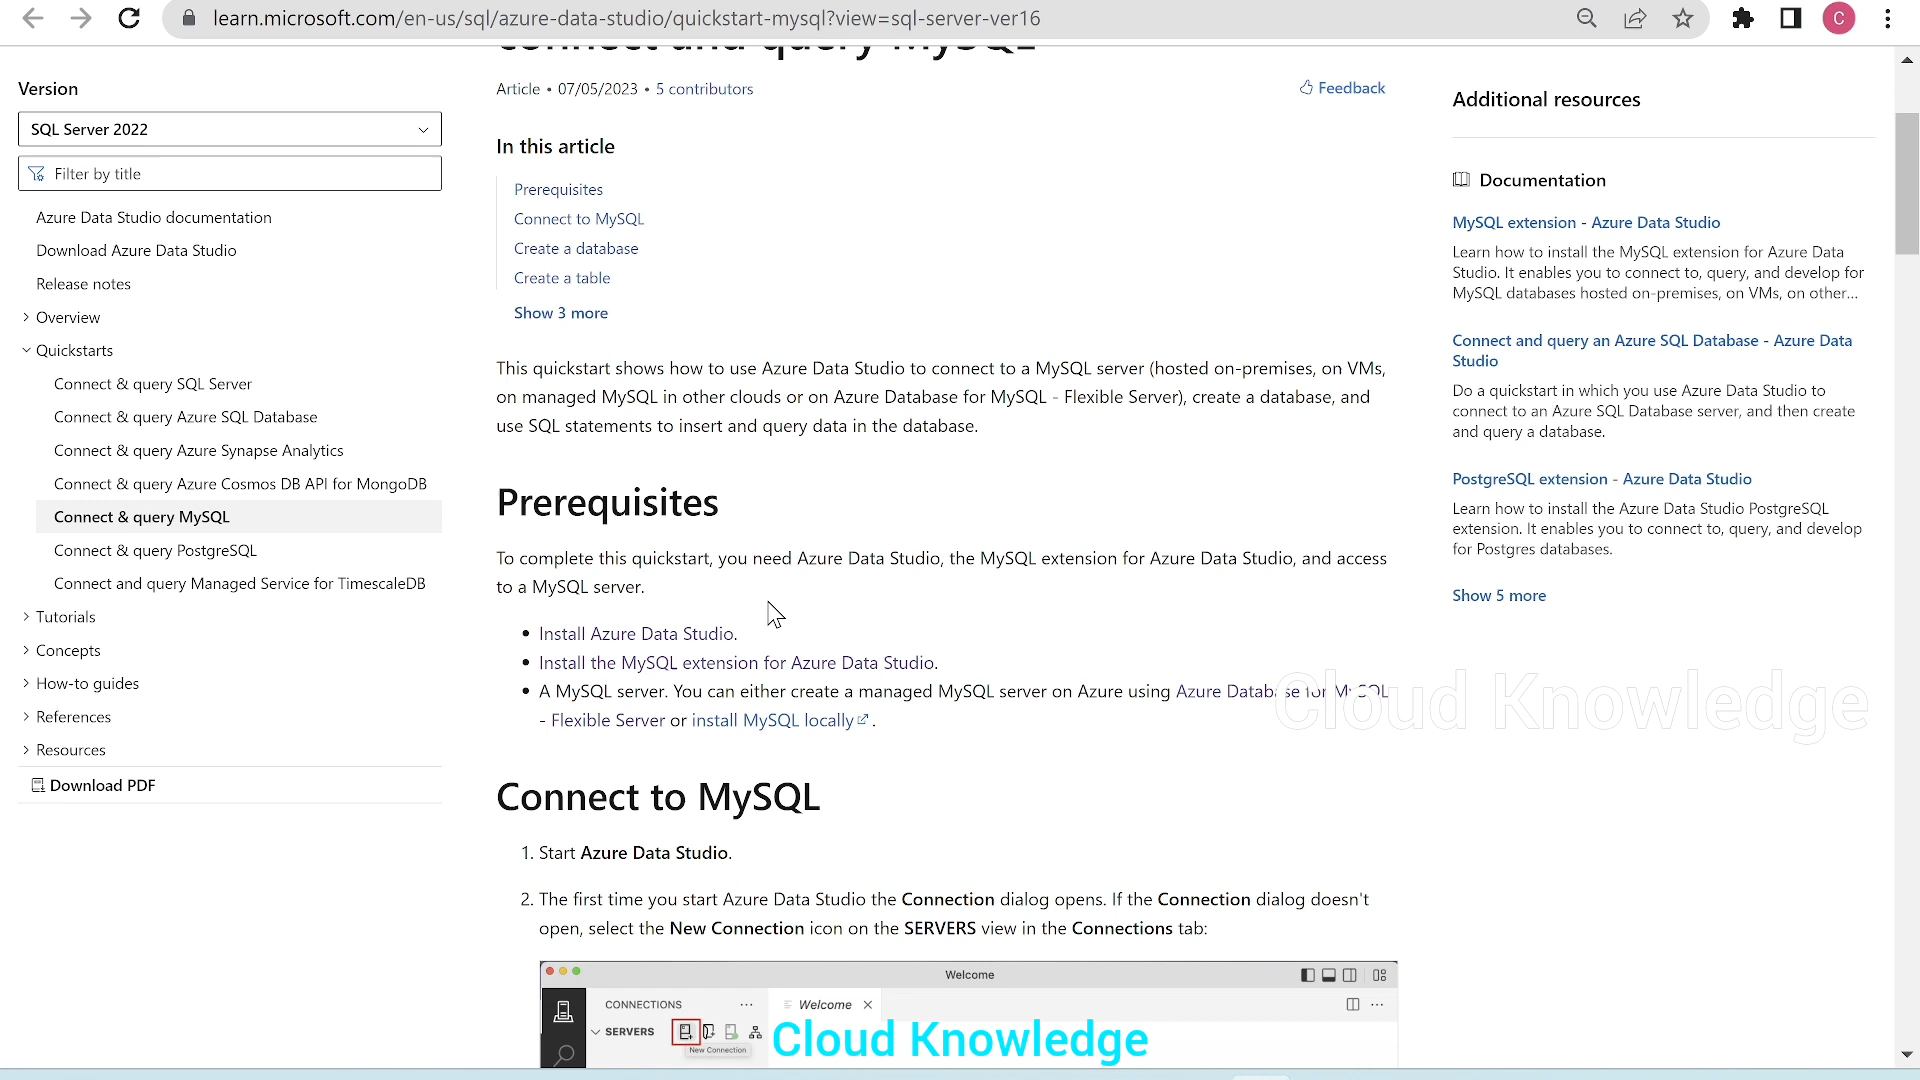 learn.microsoft.com/en-us/sql/azure-data-studio/quickstart-mysql?view=sql-server-ver16
C
connect and query MySQL
Version
SQL Server 2022
Filter by title
Azure Data Studio documentation
Download Azure Data Studio
Release notes
Overview
Quickstarts
Connect & query SQL Server
Connect & query Azure SQL Database
Connect & query Azure Synapse Analytics
Connect & query Azure Cosmos DB API for MongoDB
Connect & query MySQL
Connect & query PostgreSQL
Connect and query Managed Service for TimescaleDB
Tutorials
Concepts
How-to guides
References
Resources
Download PDF
Article • 07/05/2023 • 5 contributors
Feedback
In this article
Prerequisites
Connect to MySQL
Create a database
Create a table
Show 3 more
This quickstart shows how to use Azure Data Studio to connect to a MySQL server (hosted on-premises, on VMs,
on managed MySQL in other clouds or on Azure Database for MySQL - Flexible Server), create a database, and
use SQL statements to insert and query data in the database.
Prerequisites
To complete this quickstart, you need Azure Data Studio, the MySQL extension for Azure Data Studio, and access
to a MySQL server.
• Install Azure Data Studio.
• Install the MySQL extension for Azure Data Studio.
• A MySQL server. You can either create a managed MySQL server on Azure using Azure Database for MySQL
- Flexible Server or install MySQL locally .
Connect to MySQL
1. Start Azure Data Studio.
2. The first time you start Azure Data Studio the Connection dialog opens. If the Connection dialog doesn't
open, select the New Connection icon on the SERVERS view in the Connections tab:
Welcome
CONNECTIONS
Welcome
SERVERS
New Connection
Cloud Knowledge
Additional resources
Documentation
MySQL extension - Azure Data Studio
Learn how to install the MySQL extension for Azure Data
Studio. It enables you to connect to, query, and develop for
MySQL databases hosted on-premises, on VMs, on other...
Connect and query an Azure SQL Database - Azure Data
Studio
Do a quickstart in which you use Azure Data Studio to
connect to an Azure SQL Database server, and then create
and query a database.
PostgreSQL extension - Azure Data Studio
Learn how to install the Azure Data Studio PostgreSQL
extension. It enables you to connect to, query, and develop
for Postgres databases.
Show 5 more
Cloud Knowledge